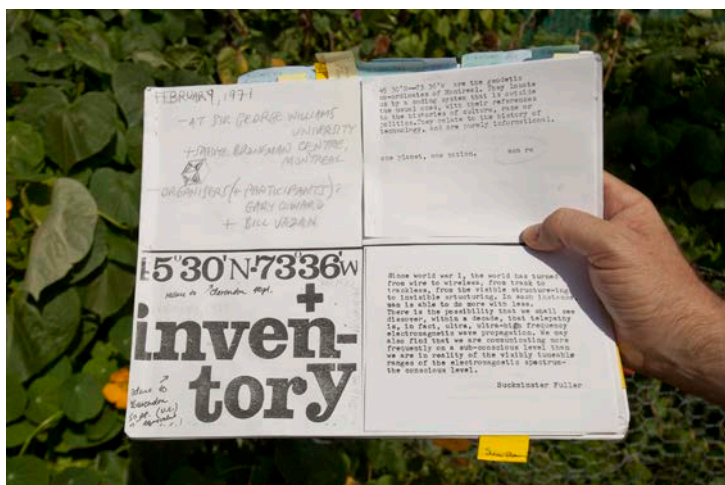 FEBRUARY, 1971
- AT SIR GEORGE WILLIAMS
UNIVERSITY
+ SAIDYE BRONFMAN CENTRE,
MONTREAL
- ORGANISERS (+ PARTICIPANTS):
GARY COWARD
+ BILL VAZAN
45 30'N-73 36'W are the geodetic
co-ordinates of Montreal. They locate
us by a coding system that is outside
the usual ones, with their references
to the histories of culture, race or
politics. They relate to the history of
technology, and are purely informational.
one planet, one nation.
5°30'N-73°36'W
+
inven-
tory
Since world war 1, the world has turned
from wire to wireless, from track to
trackless, from the visible structure-ing
to invisible structuring. In each instance
man is able to do more with less.
There is the possibility that we shall see
discover, within a decade, that telepathy
is, in fact, ultra, ultra-high frequency
electromagnetic wave propagation. We may
also find that we are communicating more
frequently on a sub-conscious level than
we are in reality of the visibly tuneable
ranges of the electromagnetic spectrum-
the conscious level.
Buckminster Fuller